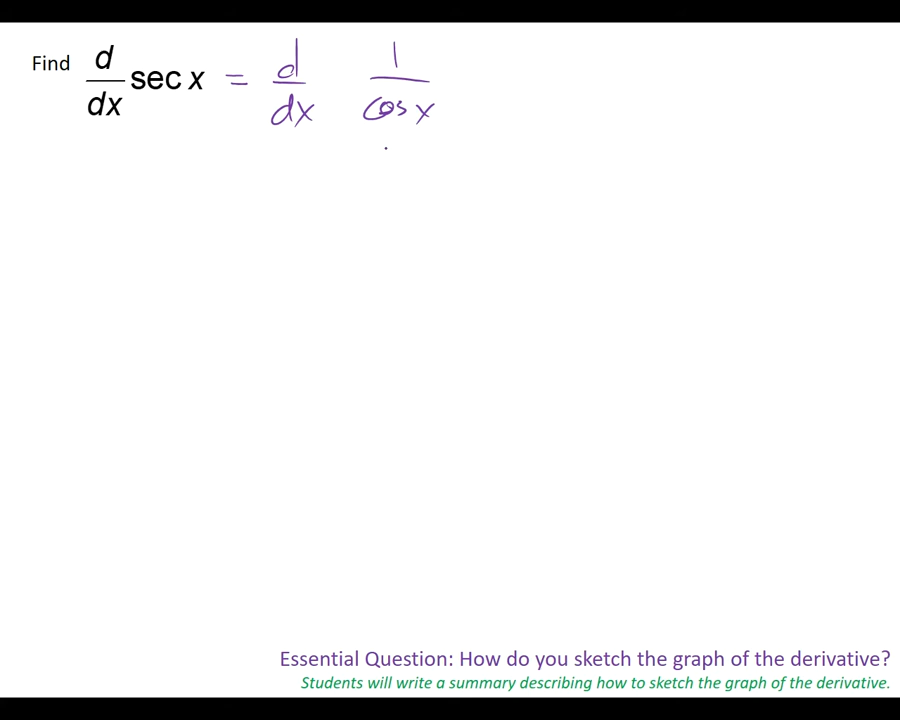 Find d/dx sec x = d/dx 1/cos x
Essential Question: How do you sketch the graph of the derivative?
Students will write a summary describing how to sketch the graph of the derivative.